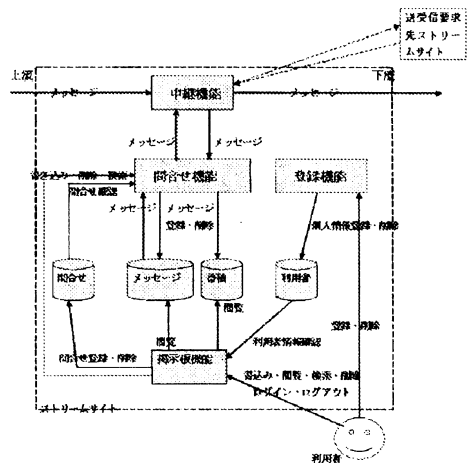 送受信要求
先ストリー
ムサイト
上流
下流
メッセージ
中継機能
メッセージ
メッセージ
メッセージ
書き込み・削除・検索
問合せ機能
登録機能
問合せ確認
メッセージ
メッセージ
登録・削除
個人情報登録・削除
問合せ
メッセージ
蓄積
利用者
閲覧
閲覧
利用者情報確認
登録・削除
問合せ登録・削除
掲示板機能
書込み・閲覧・検索・削除
ログイン・ログアウト
ストリームサイト
利用者